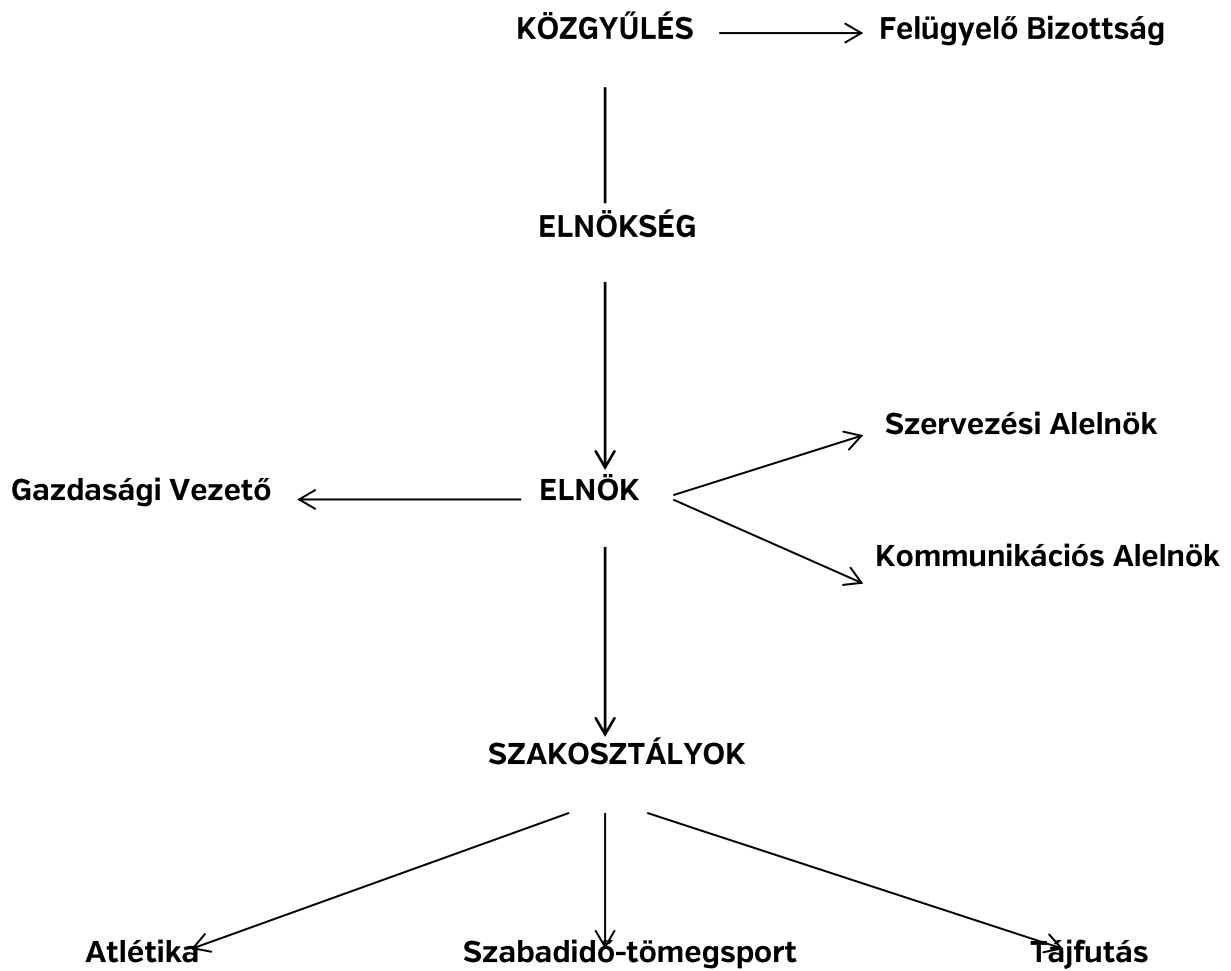 KÖZGYŰLÉS Felügyelő Bizottság
ELNÖKSÉG
Szervezési Alelnök
Gazdasági Vezető ELNÖK
Kommunikációs Alelnök
SZAKOSZTÁLYOK
Atlétika Szabadidő-tömegsport Tájfutás